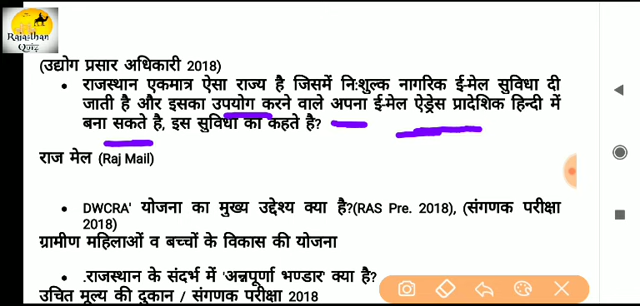 Rajasthan
Quiz
(उद्योग प्रसार अधिकारी 2018)
• राजस्थान एकमात्र ऐसा राज्य है जिसमें नि:शुल्क नागरिक ई-मेल सुविधा दी
जाती है और इसका उपयोग करने वाले अपना ई-मेल ऐड्रेस प्रादेशिक हिन्दी में
बना सकते है, इस सुविधा को कहते है?
राज मेल (Raj Mail)
• DWCRA' योजना का मुख्य उद्देश्य क्या है?(RAS Pre. 2018), (संगणक परीक्षा
2018)
ग्रामीण महिलाओं व बच्चों के विकास की योजना
• .राजस्थान के संदर्भ में 'अन्नपूर्णा भण्डार' क्या है?
उचित मूल्य की दुकान / संगणक परीक्षा 2018